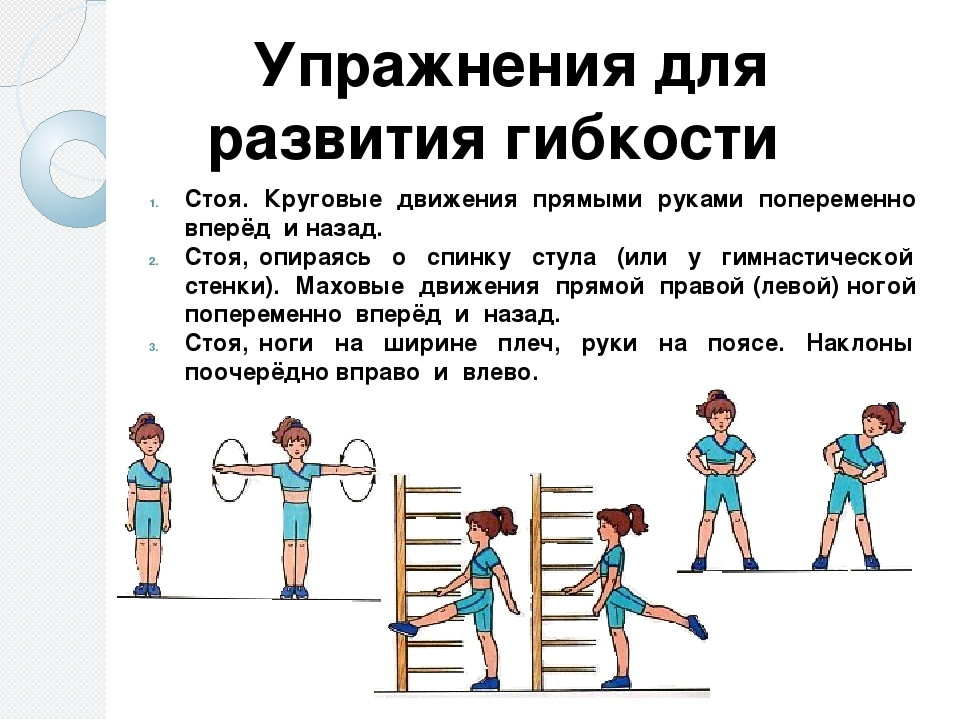 Упражнения для
развития гибкости
1. Стоя. Круговые движения прямыми руками попеременно
вперёд и назад.
2. Стоя, опираясь о спинку стула (или у гимнастической
стенки). Маховые движения прямой правой (левой) ногой
попеременно вперёд и назад.
3. Стоя, ноги на ширине плеч, руки на поясе. Наклоны
поочерёдно вправо и влево.